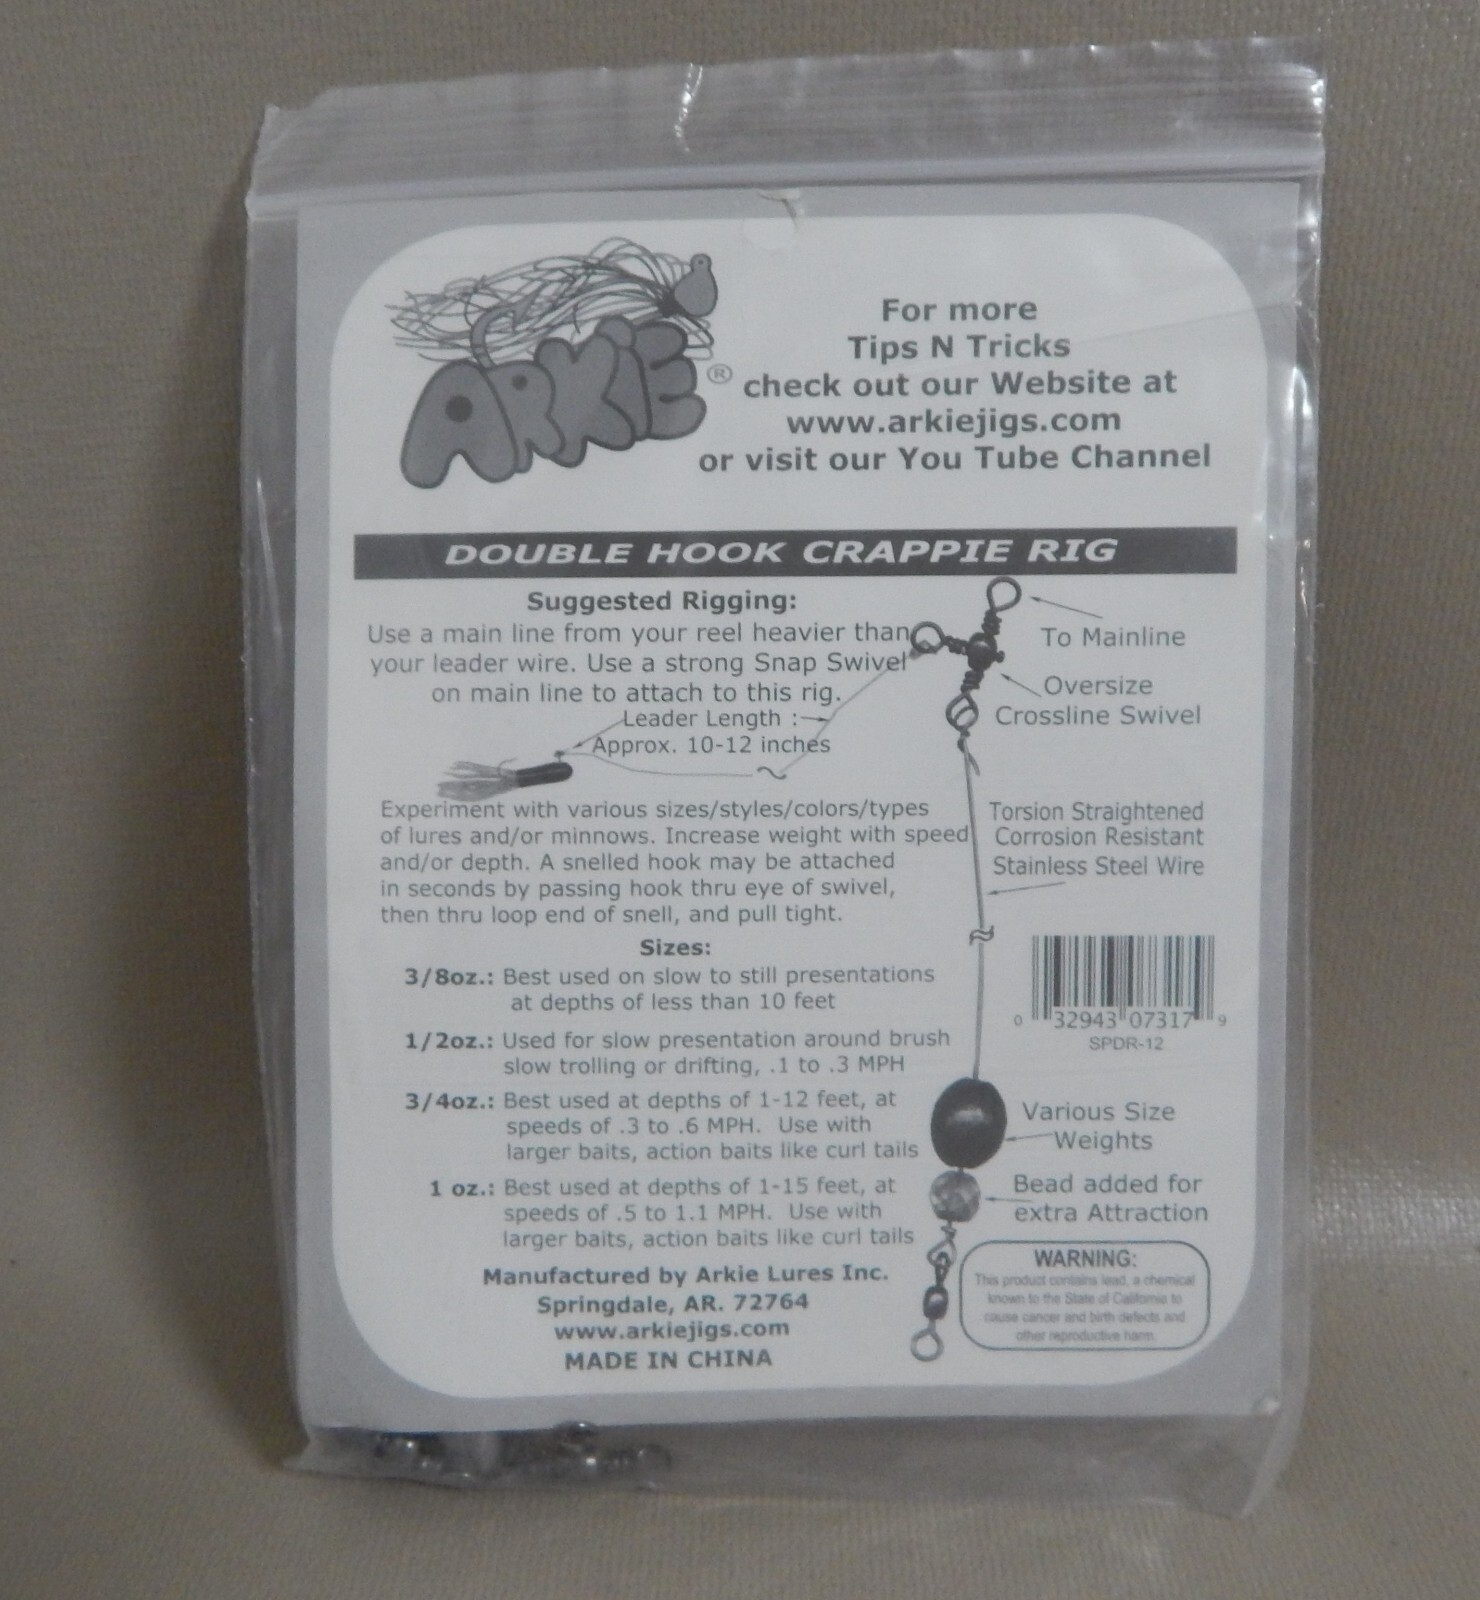 ARKIE ®
For more
Tips N Tricks
check out our Website at
www.arkiejigs.com
or visit our You Tube Channel
DOUBLE HOOK CRAPPIE RIG
Suggested Rigging:
Use a main line from your reel heavier than
your leader wire. Use a strong Snap Swivel
on main line to attach to this rig.
Leader Length :
Approx. 10-12 inches
To Mainline
Oversize
Crossline Swivel
Experiment with various sizes/styles/colors/types
of lures and/or minnows. Increase weight with speed
and/or depth. A snelled hook may be attached
in seconds by passing hook thru eye of swivel,
then thru loop end of snell, and pull tight.
Torsion Straightened
Corrosion Resistant
Stainless Steel Wire
Sizes:
3/8oz.: Best used on slow to still presentations
at depths of less than 10 feet
1/2oz.: Used for slow presentation around brush
slow trolling or drifting, .1 to .3 MPH
3/4oz.: Best used at depths of 1-12 feet, at
speeds of .3 to .6 MPH. Use with
larger baits, action baits like curl tails
1 oz.: Best used at depths of 1-15 feet, at
speeds of .5 to 1.1 MPH. Use with
larger baits, action baits like curl tails
0 32943 07317 9
SPDR-12
Various Size
Weights
Bead added for
extra Attraction
Manufactured by Arkie Lures Inc.
Springdale, AR. 72764
www.arkiejigs.com
MADE IN CHINA
WARNING:
This product contains lead, a chemical
known to the State of California to
cause cancer and birth defects and
other reproductive harm.